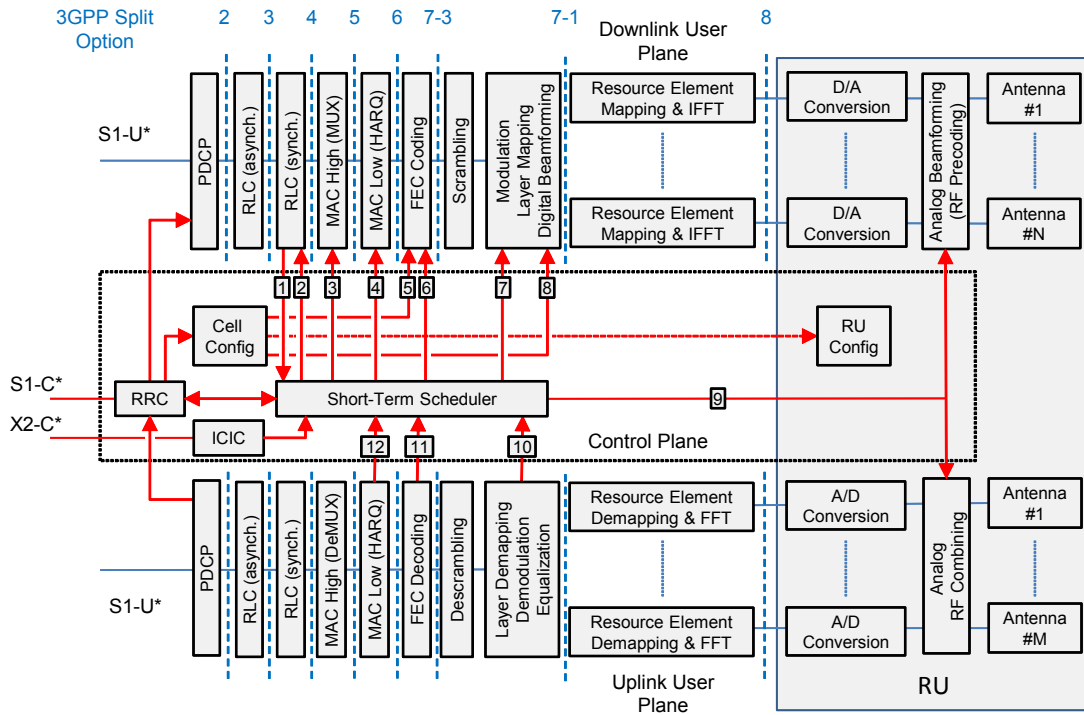 3GPP Split
Option
2
3
4
5
6
7-3
7-1
8
Downlink User
Plane
S1-U*
PDCP
RLC (asynch.)
RLC (synch.)
MAC High (MUX)
MAC Low (HARQ)
FEC Coding
Scrambling
Modulation
Layer Mapping
Digital Beamforming
Resource Element
Mapping & IFFT
Resource Element
Mapping & IFFT
D/A
Conversion
D/A
Conversion
Analog Beamforming
(RF Precoding)
Antenna
#1
Antenna
#N
1
2
3
4
5
6
7
8
Cell
Config
RU
Config
S1-C*
RRC
Short-Term Scheduler
9
X2-C*
ICIC
12
11
10
Control Plane
S1-U*
PDCP
RLC (asynch.)
RLC (synch.)
MAC High (DeMUX)
MAC Low (HARQ)
FEC Decoding
Descrambling
Layer Demapping
Demodulation
Equalization
Resource Element
Demapping & FFT
Resource Element
Demapping & FFT
A/D
Conversion
A/D
Conversion
Analog
RF Combining
Antenna
#1
Antenna
#M
Uplink User
Plane
RU